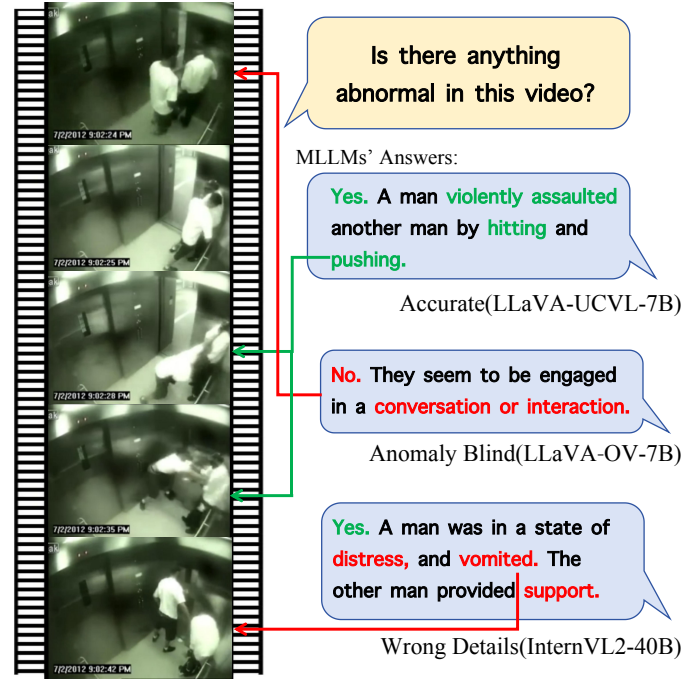 ak
7/2/2012 9:02:24 PM
7/2/2012 9:02:25 PM
ak
7/2/2012 9:02:28 PM
7/2/2012 9:02:35 PM
ak
7/2/2012 9:02:42 PM
Is there anything
abnormal in this video?
MLLMs' Answers:
Yes. A man violently assaulted
another man by hitting and
pushing.
Accurate(LLaVA-UCVL-7B)
No. They seem to be engaged
in a conversation or interaction.
Anomaly Blind(LLaVA-OV-7B)
Yes. A man was in a state of
distress, and vomited. The
other man provided support.
Wrong Details(InternVL2-40B)